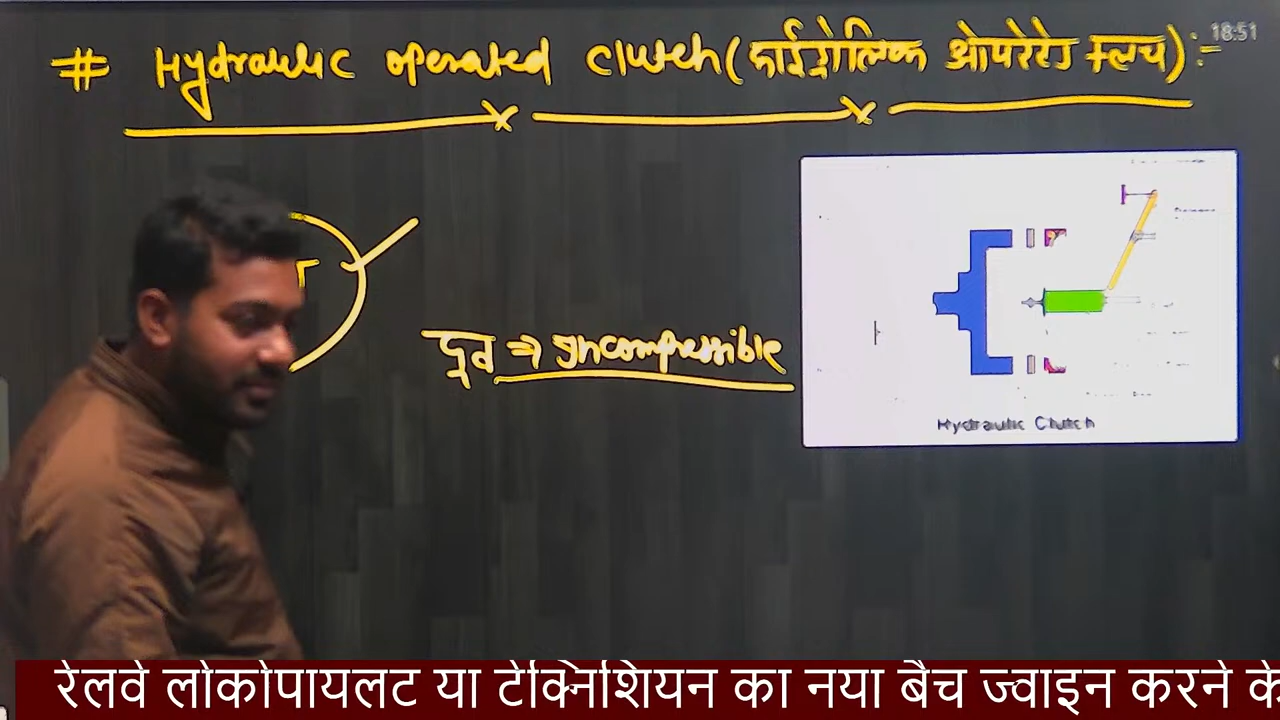 # Hydraulic operated clutch (हाईड्रोलिक ओपरेटेड क्लच) :-
18:51
द्रव ⇒ Incompressible
Hydraulic Clutch
रेलवे लोकोपायलट या टेक्निशियन का नया बैच ज्वाइन करने के